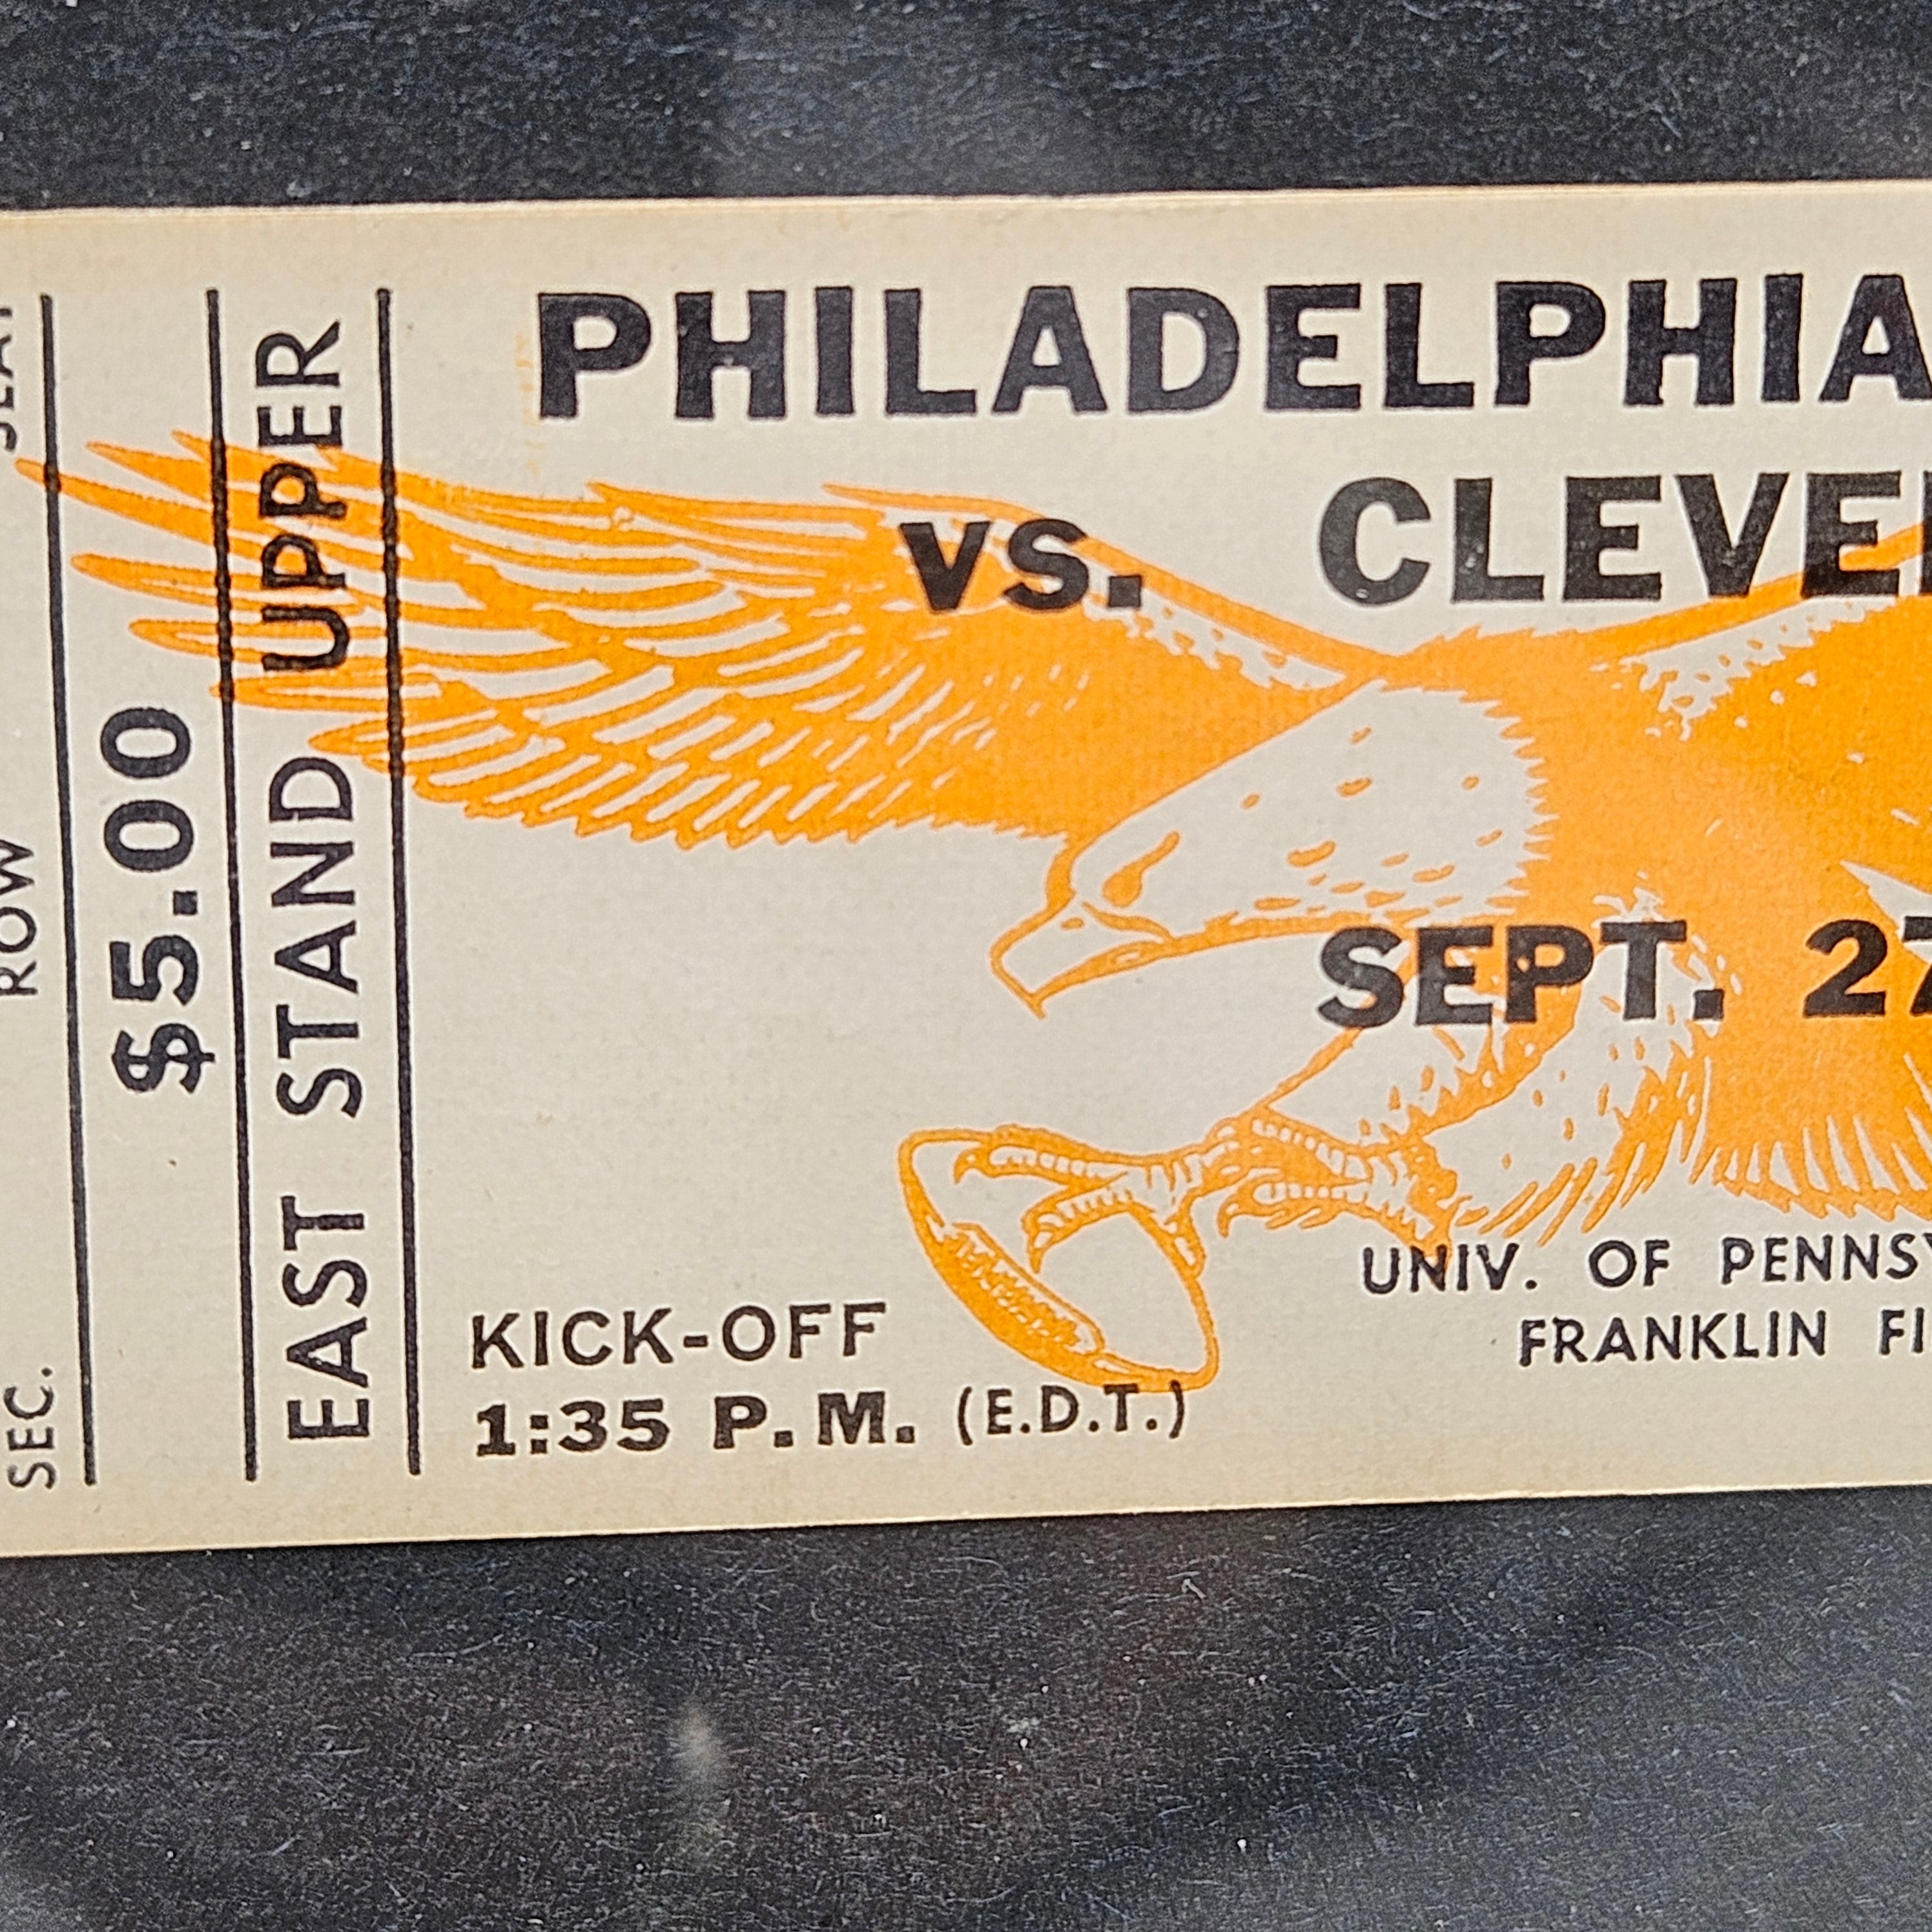 SEC. ROW SEAT
$5.00
EAST STAND UPPER
PHILADELPHIA
VS. CLEVE
SEPT. 27
UNIV. OF PENNSY
FRANKLIN FI
KICK-OFF
1:35 P.M. (E.D.T.)